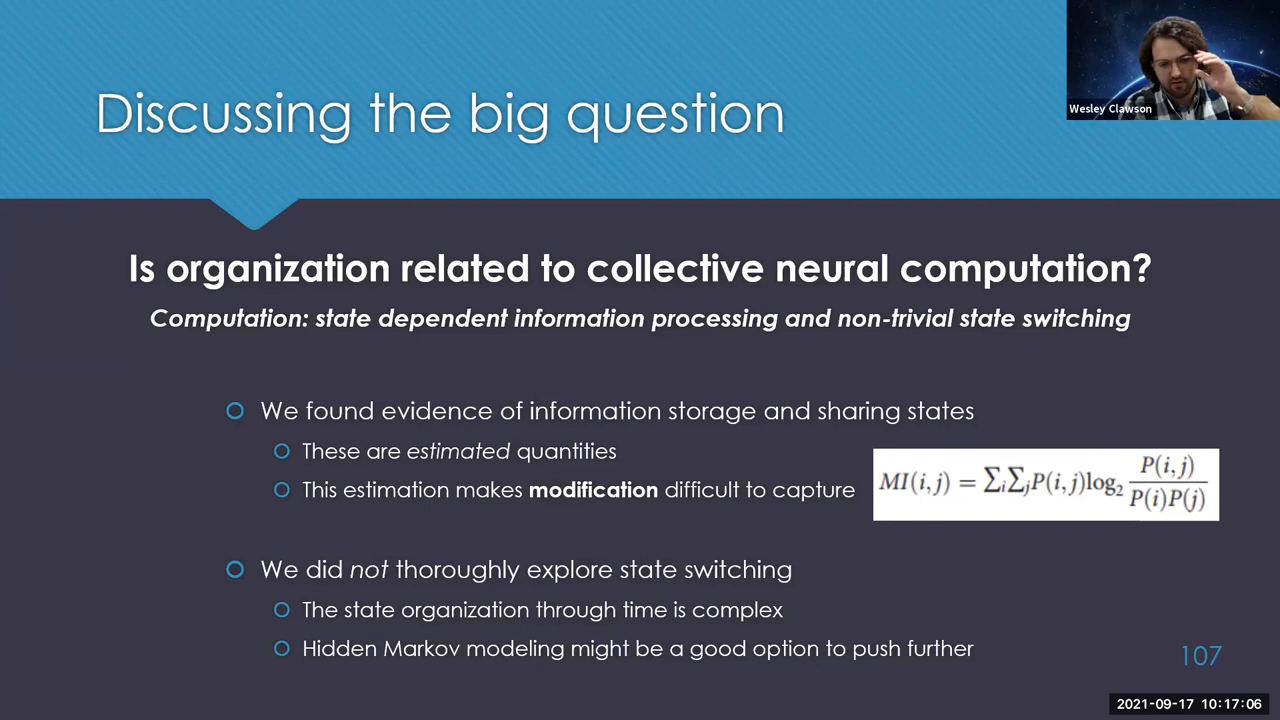 Discussing the big question
Wesley Clawson
Is organization related to collective neural computation?
Computation: state dependent information processing and non-trivial state switching
We found evidence of information storage and sharing states
These are estimated quantities
This estimation makes modification difficult to capture
MI(i,j) = ∑i∑jP(i,j)log2 P(i,j)/P(i)P(j)
We did not thoroughly explore state switching
The state organization through time is complex
Hidden Markov modeling might be a good option to push further
107
2021-09-17 10:17:06